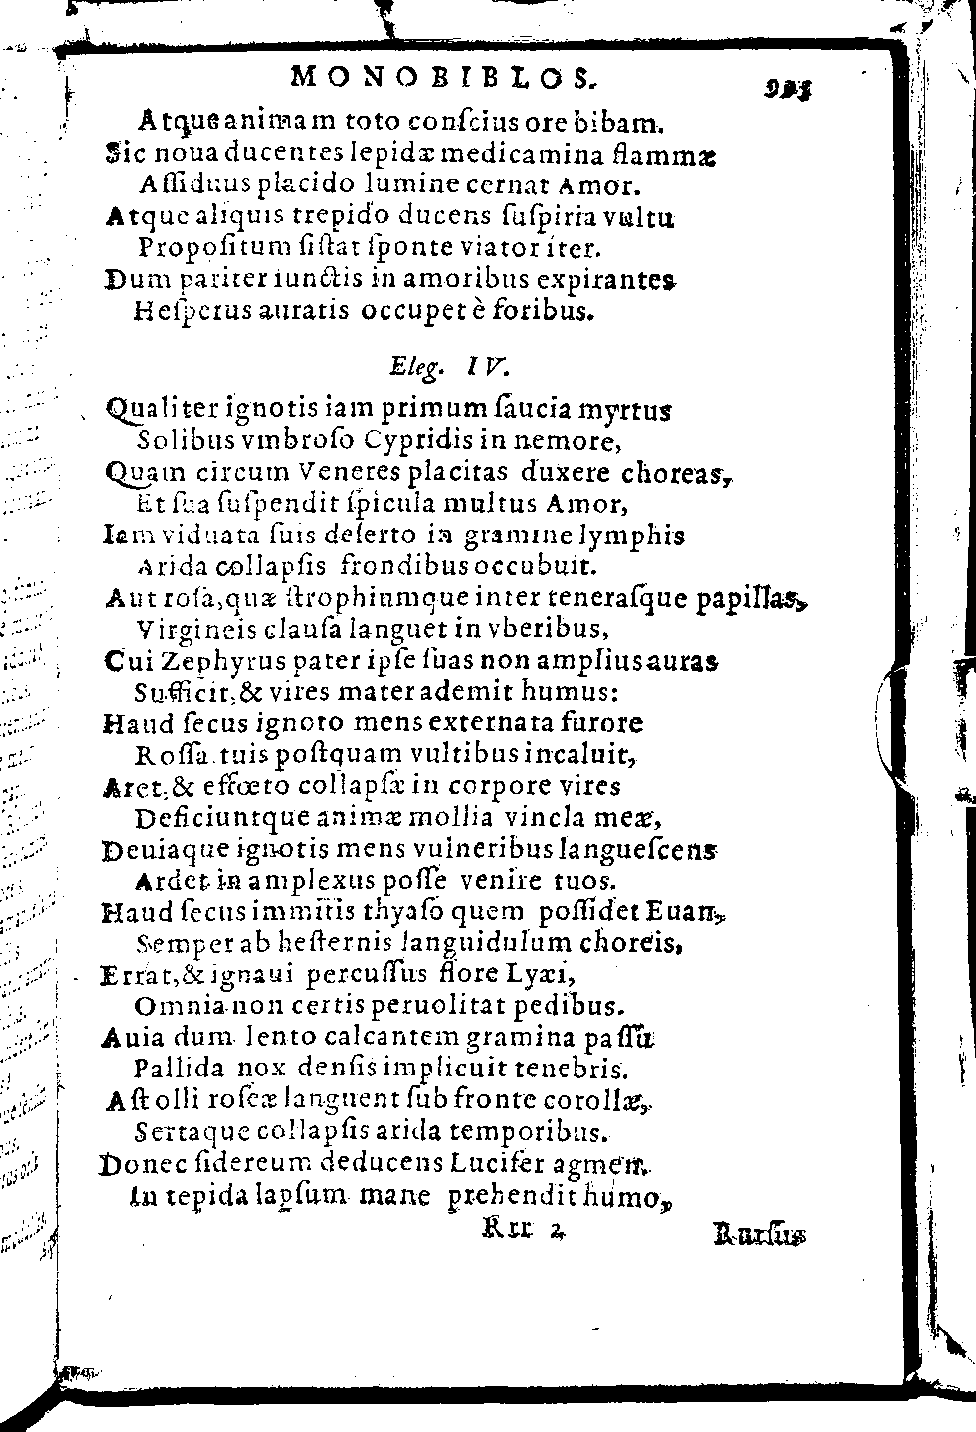 MONOBIBLOS.
Atque animam toto conſcius ore bibam.
Sic noua ducentes lepidæ medicamina flammæ
Aſſiduus placido lumine cernat Amor.
Atque aliquis trepido ducens ſuſpiria vultu
Propoſitum ſiſtat ſponte viator iter.
Dum pariter iunctis in amoribus expirantes
Heſperus auratis occupet è foribus.
Eleg. IV.
Qualiter ignotis iam primum ſaucia myrtus
Solibus vmbroſo Cypridis in nemore,
Quam circum Veneres placitas duxere choreas,
Et ſua ſuſpendit ſpicula multus Amor,
Iam viduata ſuis deſerto in gramine lymphis
Arida collapſis frondibus occubuit.
Aut roſa, quæ ſtrophiumque inter teneraſque papillas,
Virgineis clauſa languet in vberibus,
Cui Zephyrus pater ipſe ſuas non amplius auras
Sufficit, & vires mater ademit humus:
Haud ſecus ignoto mens externata furore
Roſſa tuis poſtquam vultibus incaluit,
Aret, & effœto collapſæ in corpore vires
Deficiuntque animæ mollia vincla meæ,
Deuiaque ignotis mens vulneribus langueſcens
Ardet in amplexus poſſe venire tuos.
Haud ſecus immitis thyaſo quem poſſidet Euan,
Semper ab heſternis languidulum choreis,
Errat, & ignaui percuſſus flore Lyæi,
Omnia non certis peruolitat pedibus.
Auia dum lento calcantem gramina paſſu
Pallida nox denſis implicuit tenebris.
Aſt olli roſeæ languent ſub fronte corollæ,
Sertaque collapſis arida temporibus.
Donec ſidereum deducens Lucifer agmen
In tepida lapſum mane prehendit humo,
Rrr 2
Rurſus